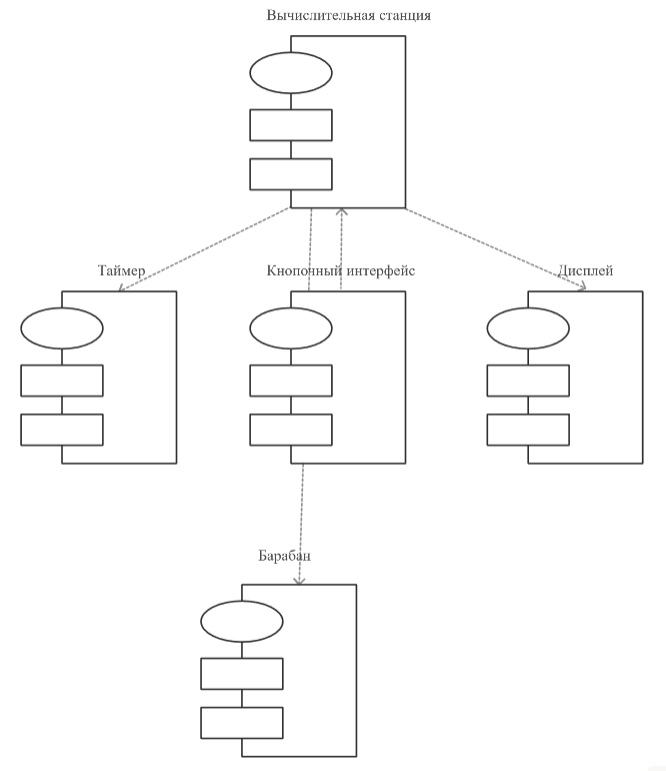 Вычислительная станция
Таймер
Кнопочный интерфейс
Дисплей
Барабан